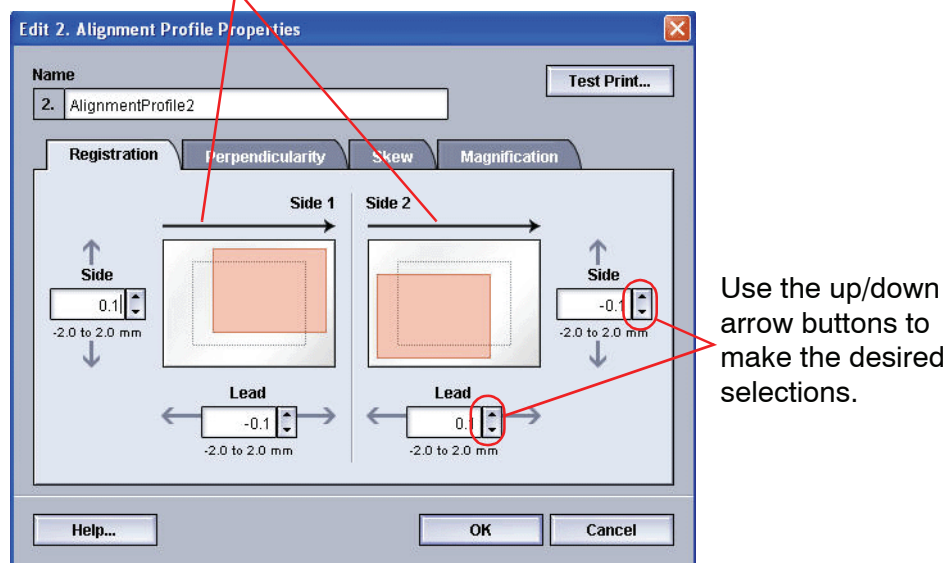 Edit 2. Alignment Profile Properties
Name
Test Print...
2. AlignmentProfile2
Registration Perpendicularity Skew Magnification
Side 1 Side 2
Side
0.1
-2.0 to 2.0 mm
Side
-0.1
-2.0 to 2.0 mm
Lead
-0.1
-2.0 to 2.0 mm
Lead
0.1
-2.0 to 2.0 mm
Use the up/down
arrow buttons to
make the desired
selections.
Help... OK Cancel